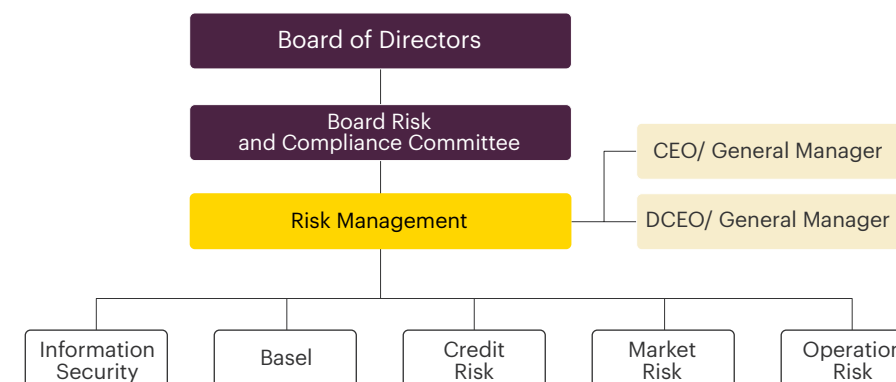 Board of Directors
Board Risk
and Compliance Committee
CEO/ General Manager
Risk Management
DCEO/ General Manager
Information
Security
Basel
Credit
Risk
Market
Risk
Operation
Risk